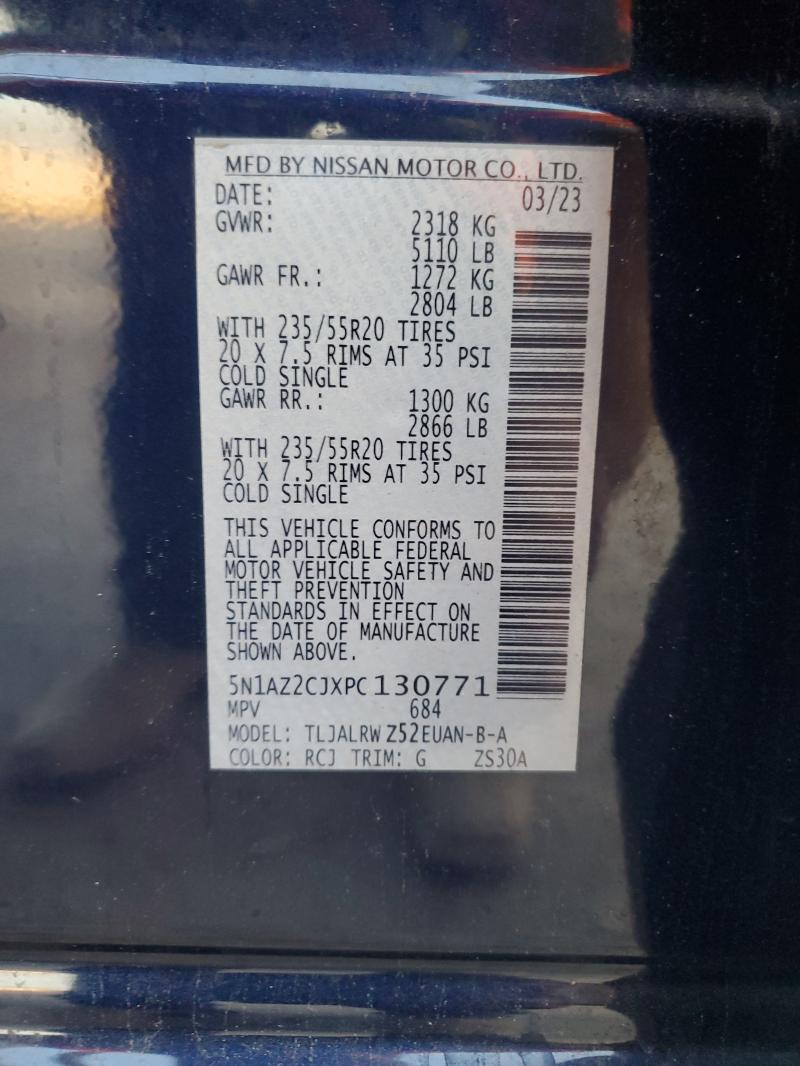 MFD BY NISSAN MOTOR CO., LTD.
DATE: 03/23
GVWR: 2318 KG
5110 LB
GAWR FR.: 1272 KG
2804 LB
WITH 235/55R20 TIRES
20 X 7.5 RIMS AT 35 PSI
COLD SINGLE
GAWR RR.: 1300 KG
2866 LB
WITH 235/55R20 TIRES
20 X 7.5 RIMS AT 35 PSI
COLD SINGLE
THIS VEHICLE CONFORMS TO
ALL APPLICABLE FEDERAL
MOTOR VEHICLE SAFETY AND
THEFT PREVENTION
STANDARDS IN EFFECT ON
THE DATE OF MANUFACTURE
SHOWN ABOVE.
5N1AZ2CJXPC130771
MPV 684
MODEL: TLJALRW Z52EUAN-B-A
COLOR: RCJ TRIM: G ZS30A